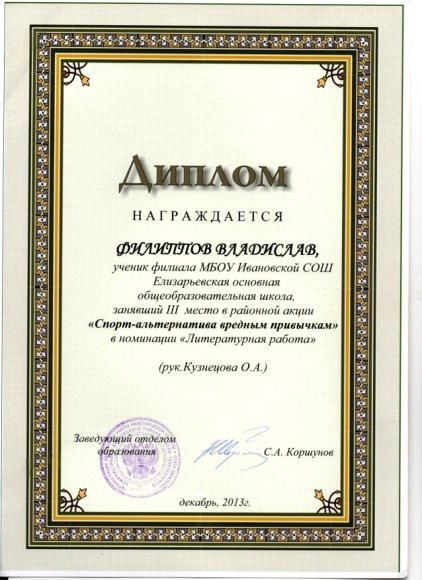 Диплом
НАГРАЖДАЕТСЯ
ФИЛИППОВ ВЛАДИСЛАВ,
ученик филиала МБОУ Ивановской СОШ
Елизарьевская основная
общеобразовательная школа,
занявший III место в районной акции
«Спорт-альтернатива вредным привычкам»
в номинации «Литературная работа»
(рук.Кузнецова О.А.)
Заведующий отделом
образования
С.А. Коршунов
декабрь, 2013г.